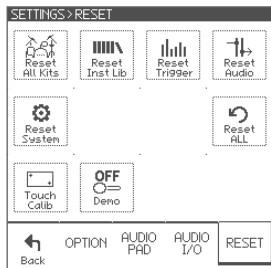 SETTINGS>RESET
Reset
All Kits
Reset
Inst Lib
Reset
Trigger
Reset
Audio
Reset
System
Reset
ALL
Touch
Calib
OFF
Demo
Back
OPTION
AUDIO
PAD
AUDIO
I/O
RESET